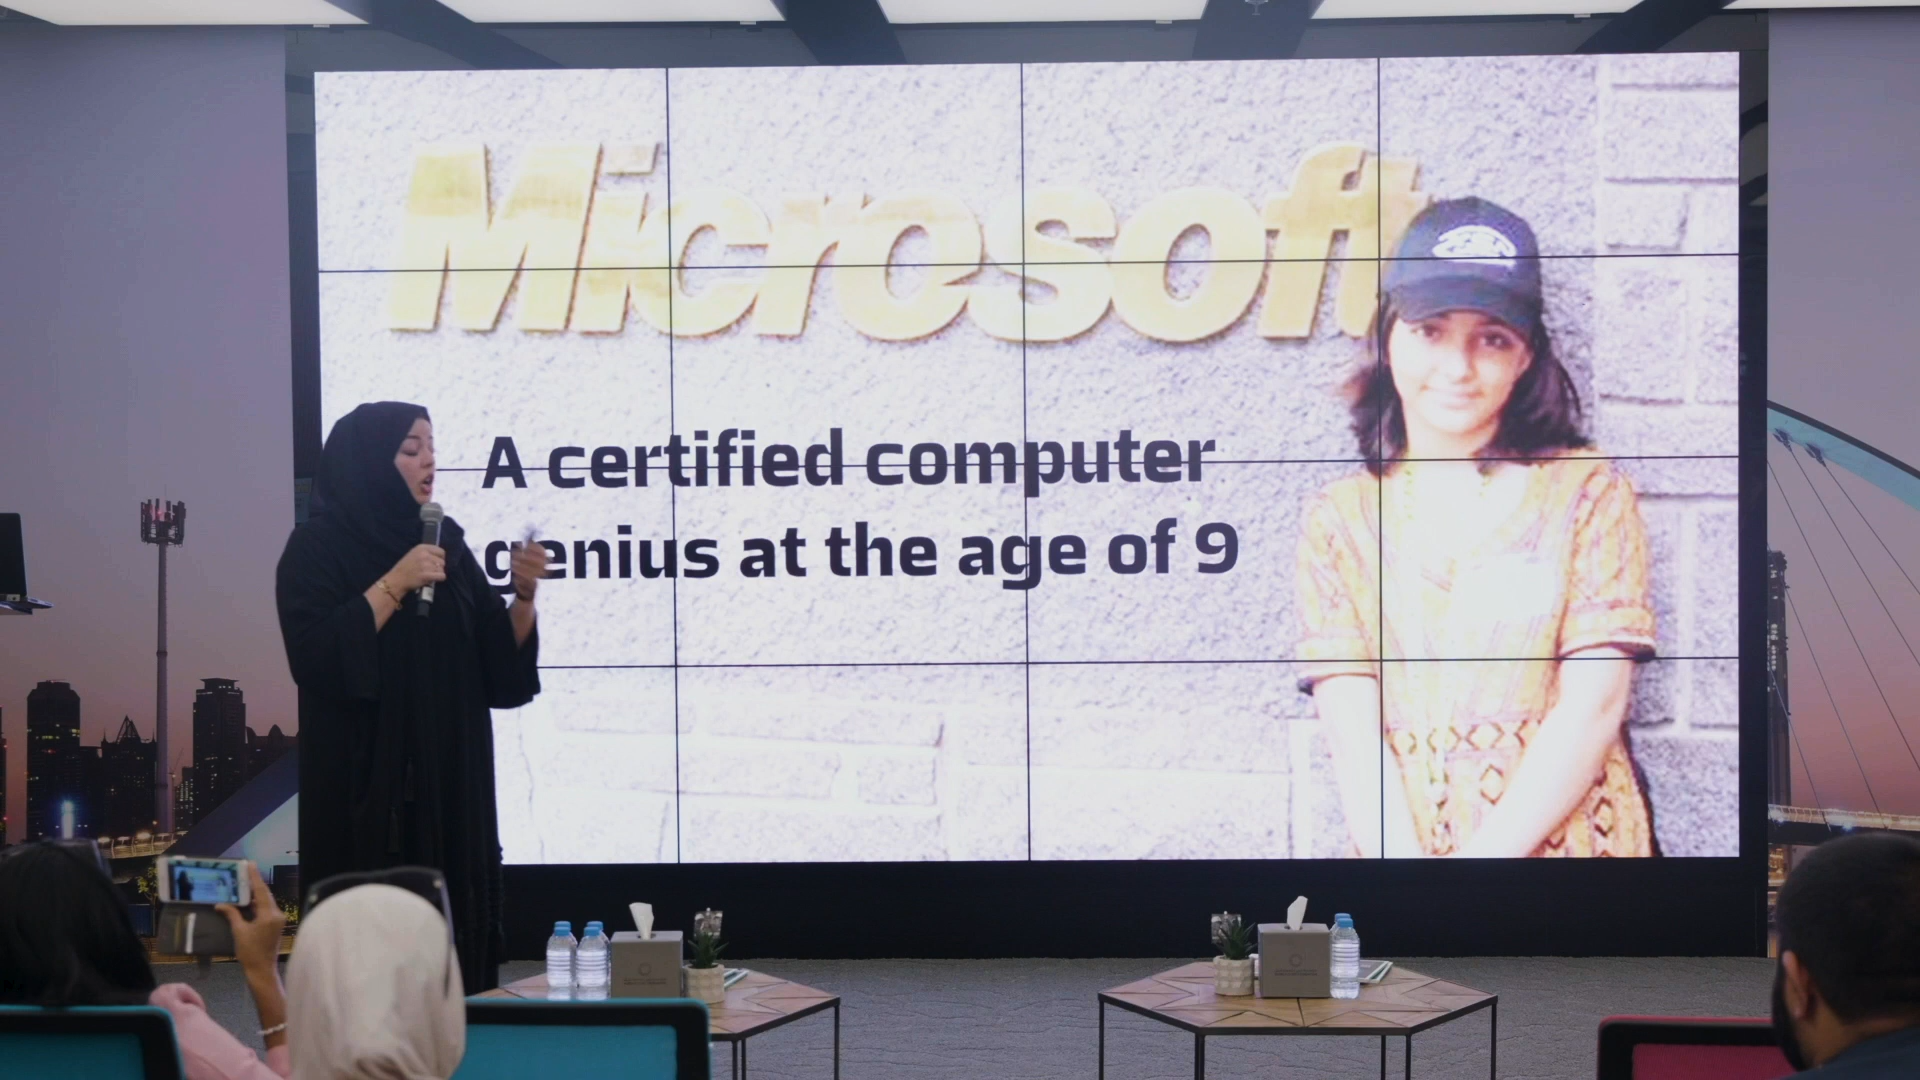 Microsoft
A certified computer
genius at the age of 9